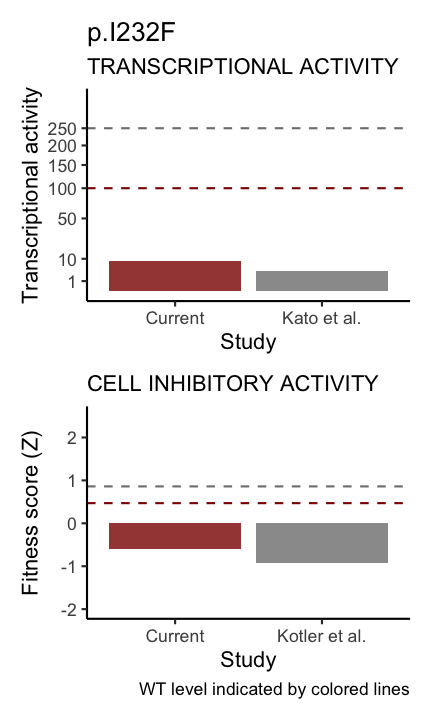 p.I232F
TRANSCRIPTIONAL ACTIVITY
Transcriptional activity
250
200
150
100
50
10
1
Current
Kato et al.
Study
CELL INHIBITORY ACTIVITY
Fitness score (Z)
2
1
0
-1
-2
Current
Kotler et al.
Study
WT level indicated by colored lines